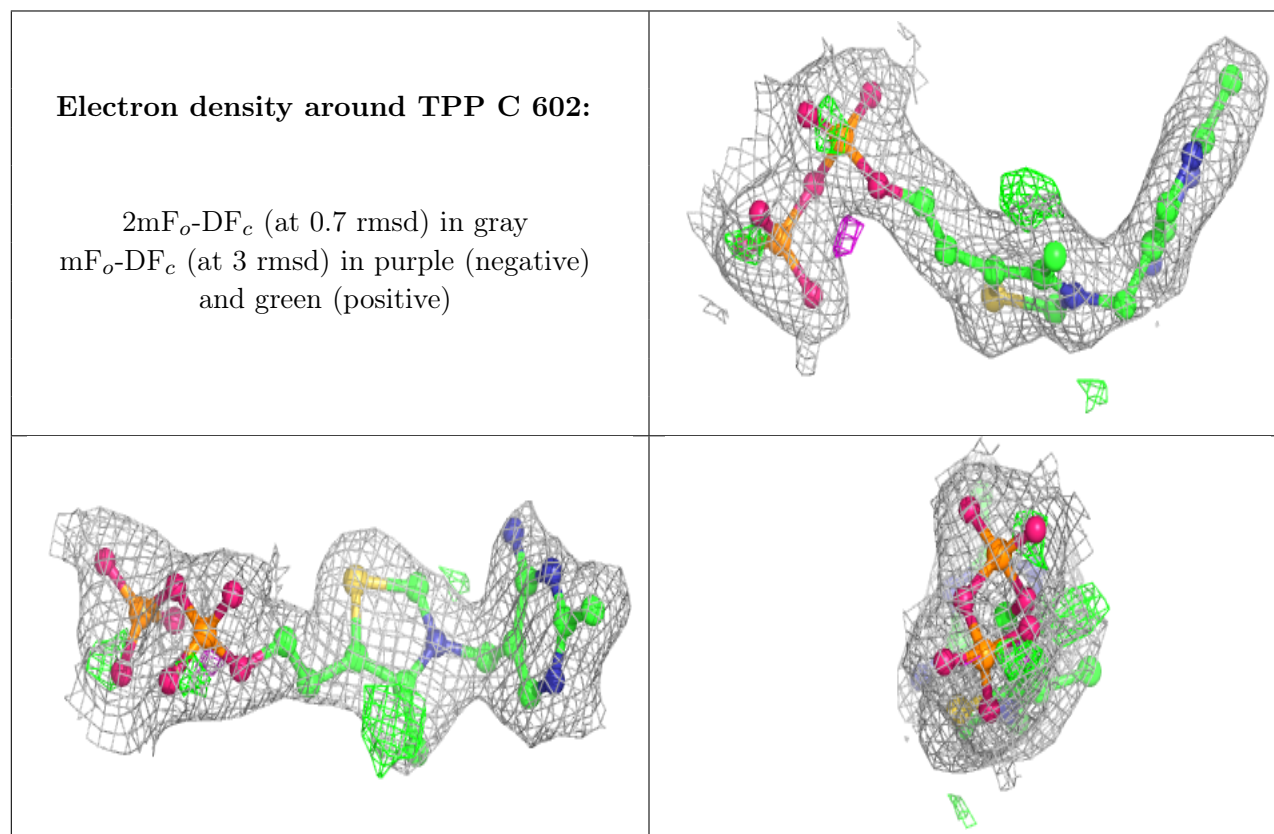 Electron density around TPP C 602:
2mFo-DFc (at 0.7 rmsd) in gray
mFo-DFc (at 3 rmsd) in purple (negative)
and green (positive)